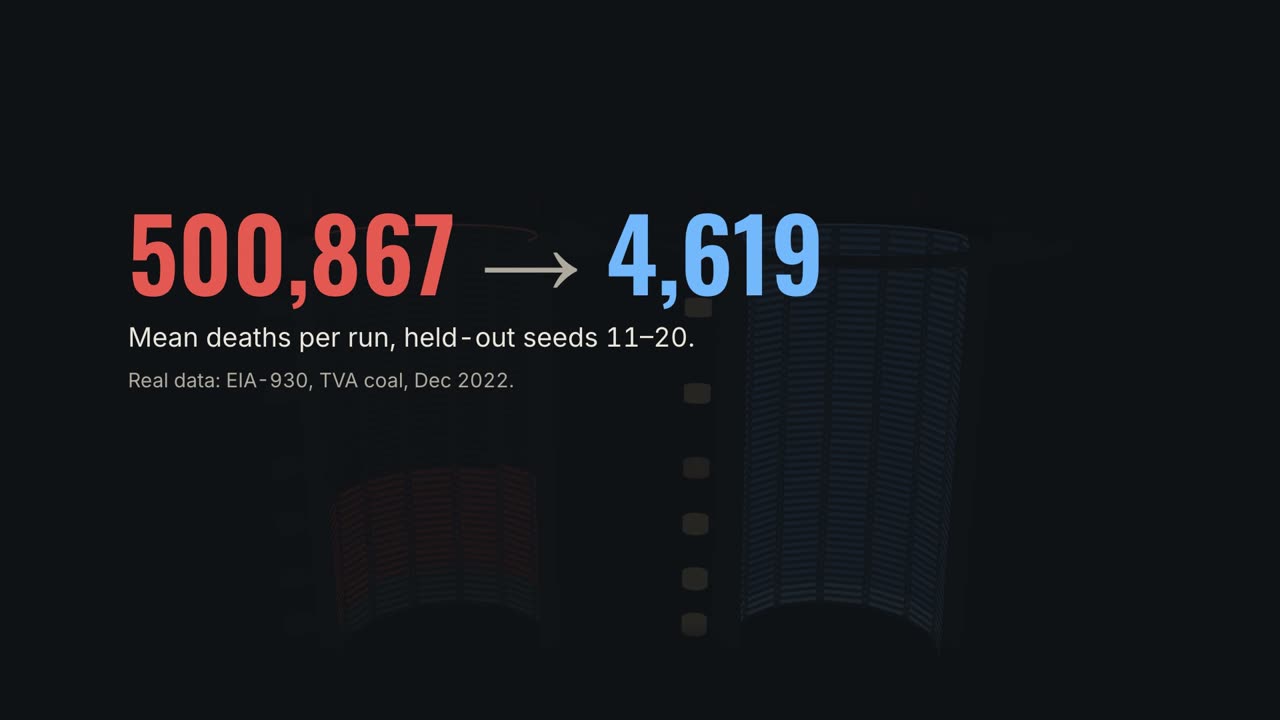 500,867 → 4,619
Mean deaths per run, held-out seeds 11–20.
Real data: EIA-930, TVA coal, Dec 2022.